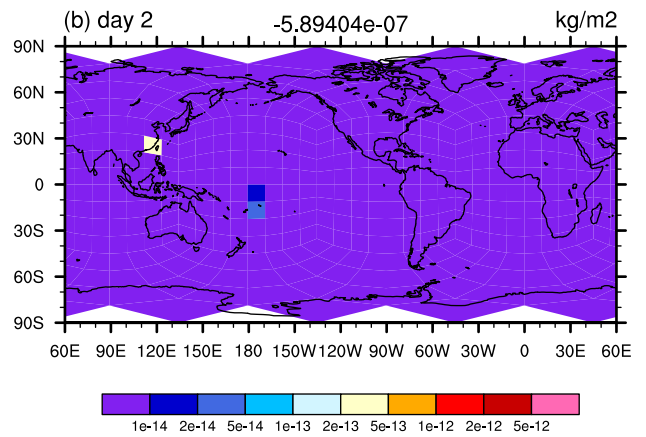 (b) day 2 -5.89404e-07 kg/m2
90N
60N
30N
0
30S
60S
90S
60E 90E 120E 150E 180 150W 120W 90W 60W 30W 0 30E 60E
1e-14 2e-14 5e-14 1e-13 2e-13 5e-13 1e-12 2e-12 5e-12